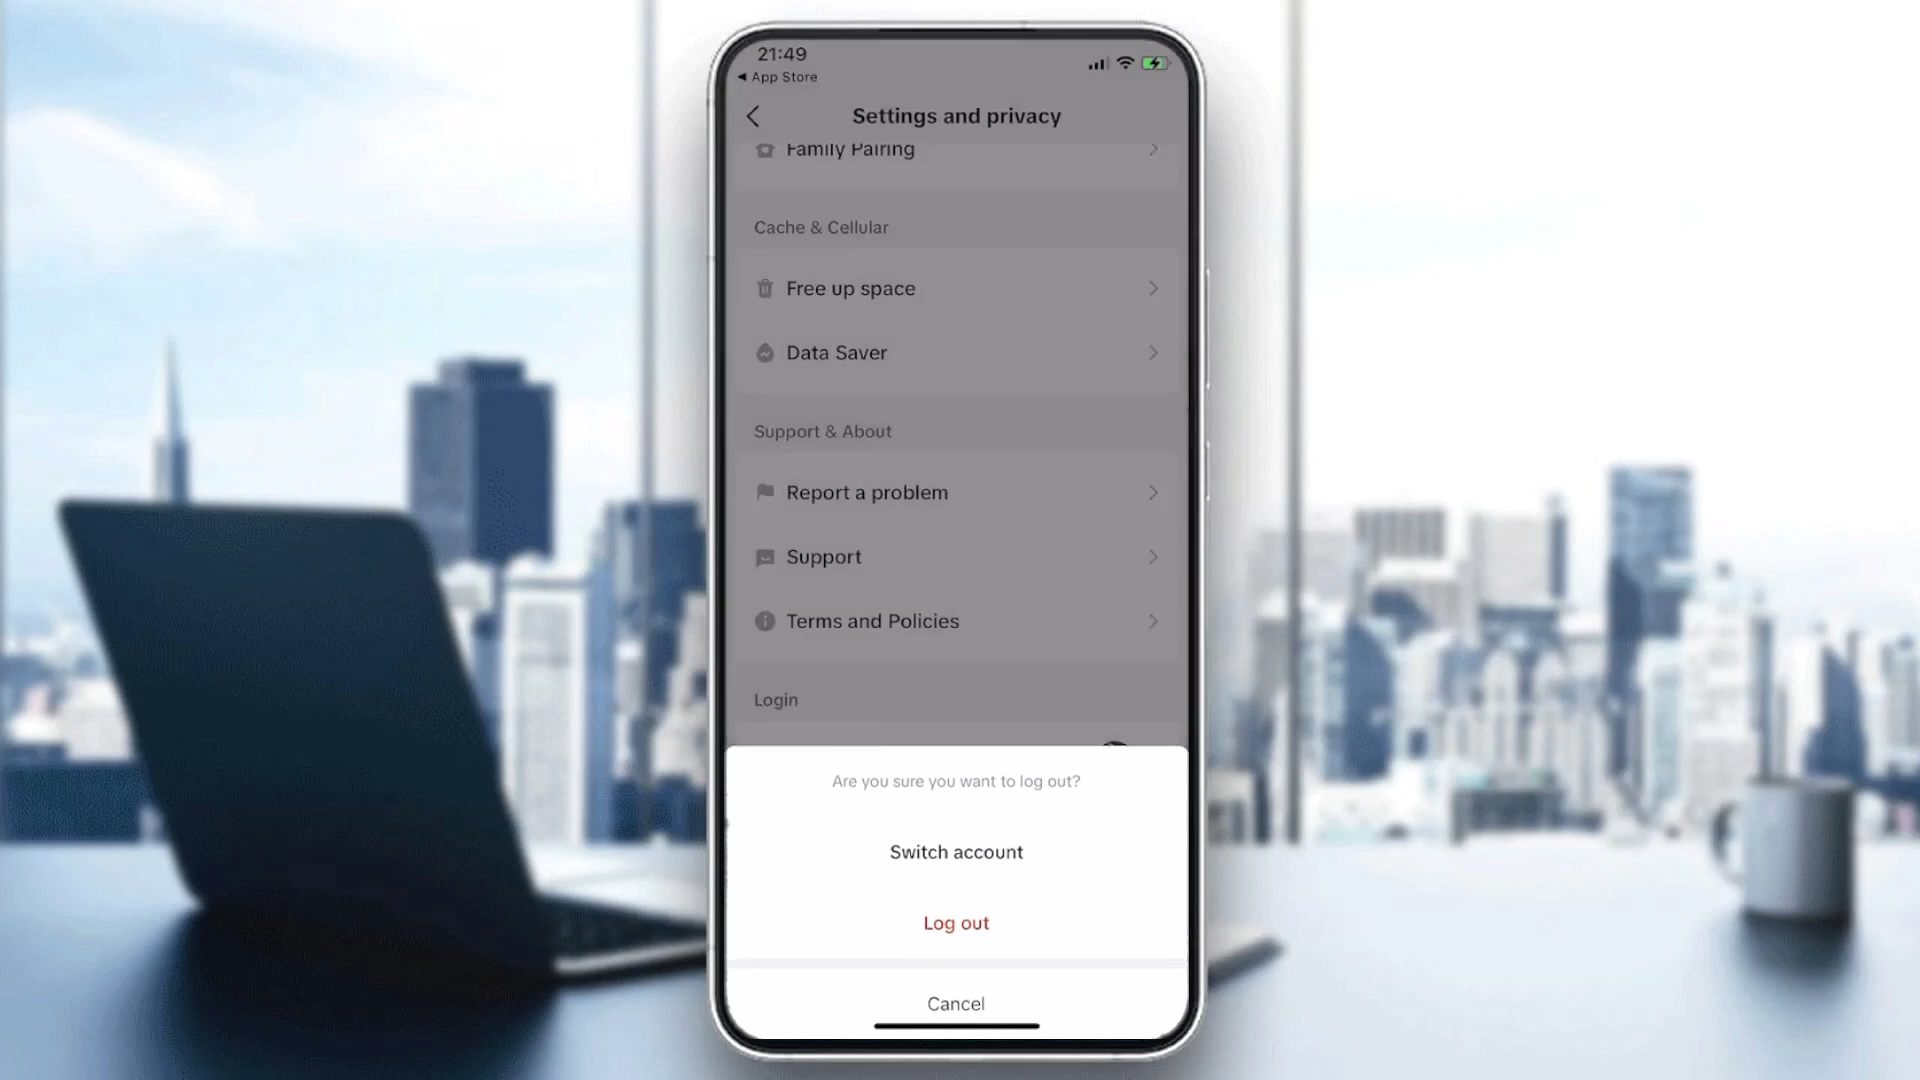 21:49
◀ App Store
Settings and privacy
Family Pairing
Cache & Cellular
Free up space
Data Saver
Support & About
Report a problem
Support
Terms and Policies
Login
Are you sure you want to log out?
Switch account
Log out
Cancel